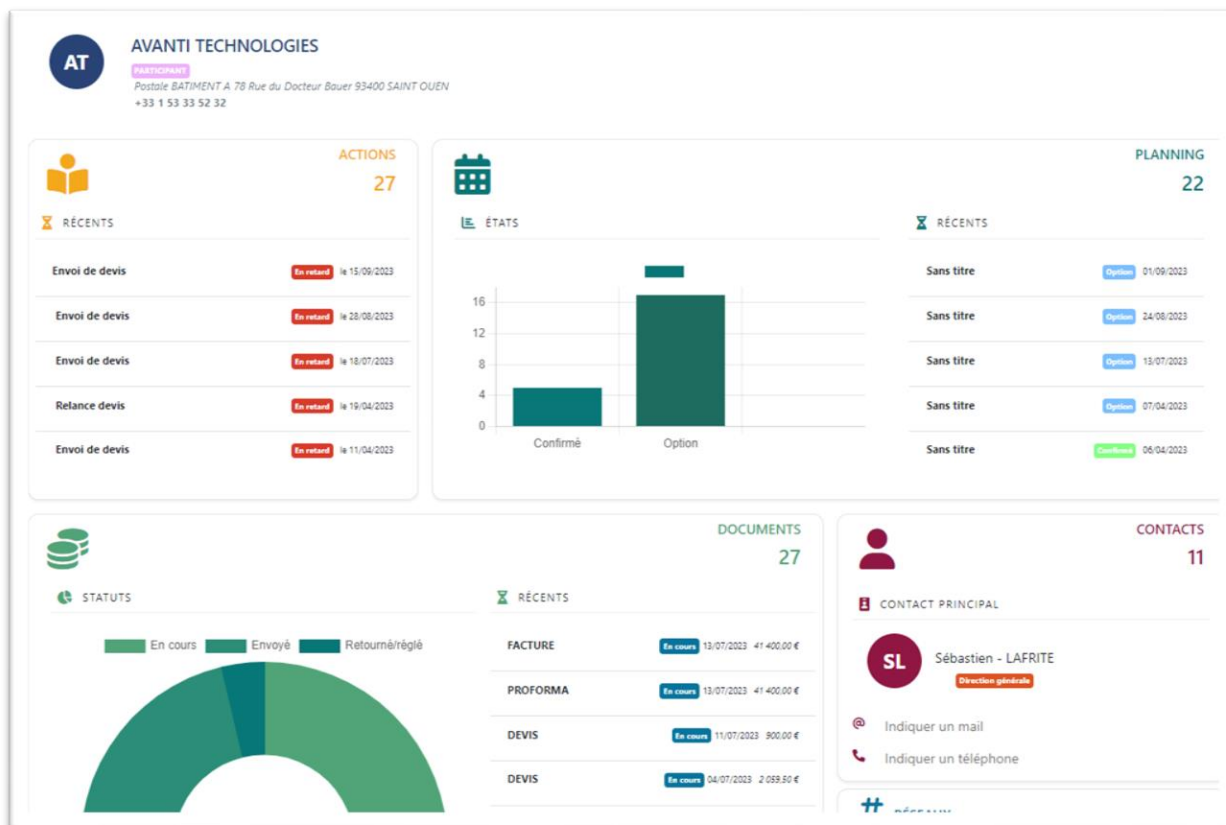 AT
AVANTI TECHNOLOGIES
PARTICIPANT
Postale BATIMENT A 78 Rue du Docteur Bauer 93400 SAINT OUEN
+33 1 53 33 52 32
ACTIONS
27
RÉCENTS
Envoi de devis En retard le 15/09/2023
Envoi de devis En retard le 28/08/2023
Envoi de devis En retard le 18/07/2023
Relance devis En retard le 19/04/2023
Envoi de devis En retard le 11/04/2023
PLANNING
22
ÉTATS
16
12
8
4
0
Confirmé Option
RÉCENTS
Sans titre Option 01/09/2023
Sans titre Option 24/08/2023
Sans titre Option 13/07/2023
Sans titre Option 07/04/2023
Sans titre Confirmé 06/04/2023
DOCUMENTS
27
STATUTS
En cours Envoyé Retourné/réglé
RÉCENTS
FACTURE En cours 13/07/2023 41 400,00 €
PROFORMA En cours 13/07/2023 41 400,00 €
DEVIS En cours 11/07/2023 900,00 €
DEVIS En cours 04/07/2023 2 059,50 €
CONTACTS
11
CONTACT PRINCIPAL
SL
Sébastien - LAFRITE
Direction générale
@ Indiquer un mail
Indiquer un téléphone
# RÉSEAUX